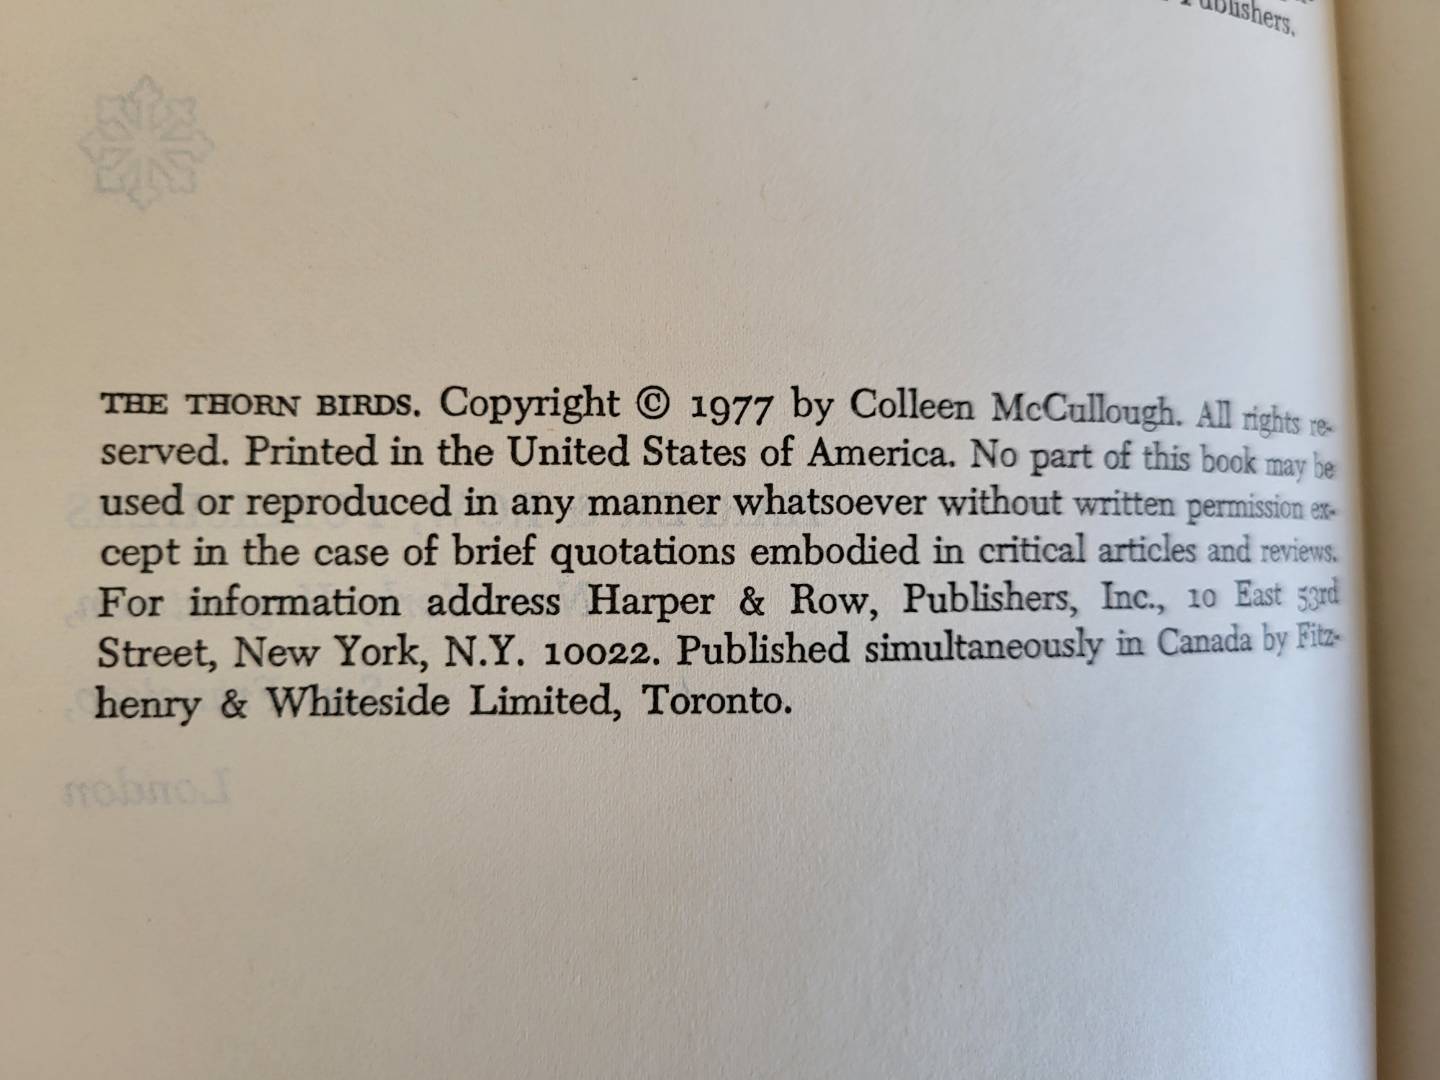 Publishers.
THE THORN BIRDS. Copyright © 1977 by Colleen McCullough. All rights re-
served. Printed in the United States of America. No part of this book may be
used or reproduced in any manner whatsoever without written permission ex-
cept in the case of brief quotations embodied in critical articles and reviews.
For information address Harper & Row, Publishers, Inc., 10 East 53rd
Street, New York, N.Y. 10022. Published simultaneously in Canada by Fitz-
henry & Whiteside Limited, Toronto.
London